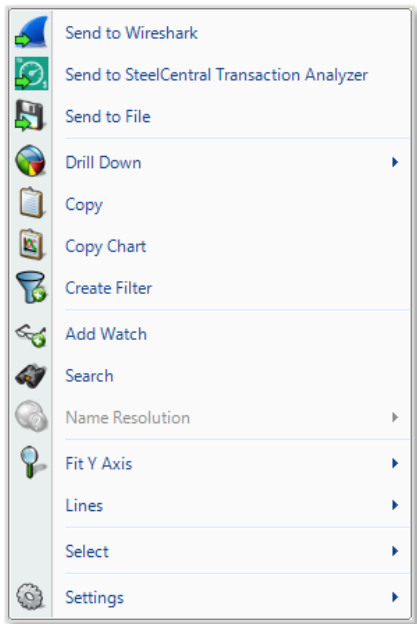 Send to Wireshark
Send to SteelCentral Transaction Analyzer
Send to File
Drill Down
Copy
Copy Chart
Create Filter
Add Watch
Search
Name Resolution
Fit Y Axis
Lines
Select
Settings